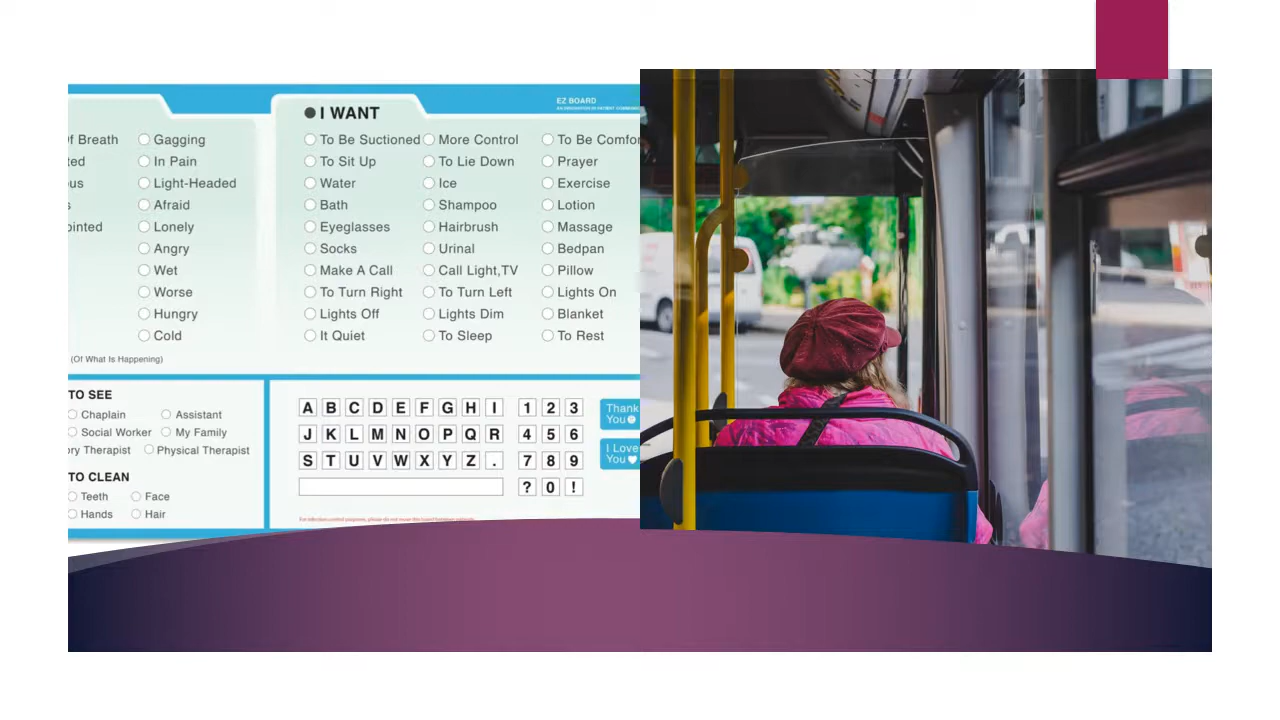 EZ BOARD
I WANT
f Breath Gagging To Be Suctioned More Control To Be Comfor
ted In Pain To Sit Up To Lie Down Prayer
ous Light-Headed Water Ice Exercise
s Afraid Bath Shampoo Lotion
ointed Lonely Eyeglasses Hairbrush Massage
Angry Socks Urinal Bedpan
Wet Make A Call Call Light,TV Pillow
Worse To Turn Right To Turn Left Lights On
Hungry Lights Off Lights Dim Blanket
Cold It Quiet To Sleep To Rest
(Of What Is Happening)
TO SEE
Chaplain Assistant
Social Worker My Family
ry Therapist Physical Therapist
TO CLEAN
Teeth Face
Hands Hair
A B C D E F G H I 1 2 3
J K L M N O P Q R 4 5 6
S T U V W X Y Z . 7 8 9
? 0 !
Thank
You
I Love
You